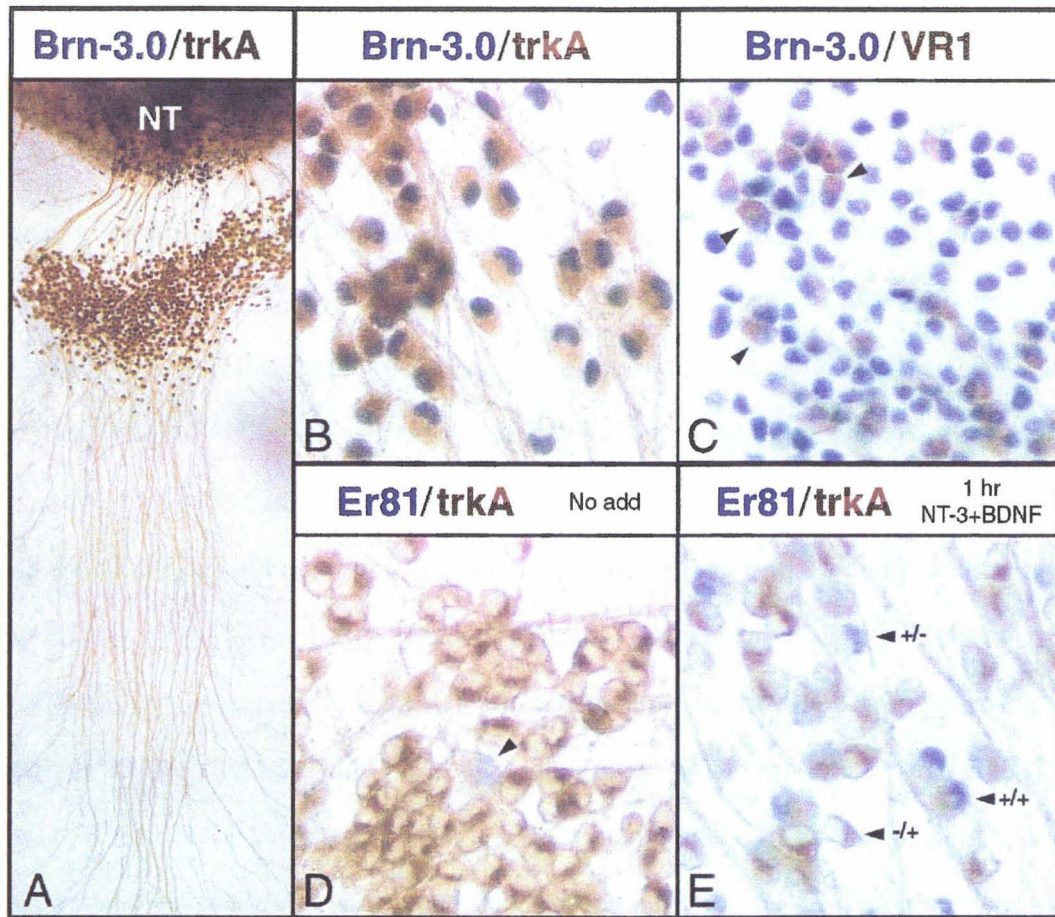 Brn-3.0/trkA
Brn-3.0/trkA
Brn-3.0/VR1
NT
A
B
C
Er81/trkA No add
Er81/trkA 1 hr
NT-3+BDNF
D
+/-
+/+
-/+
E